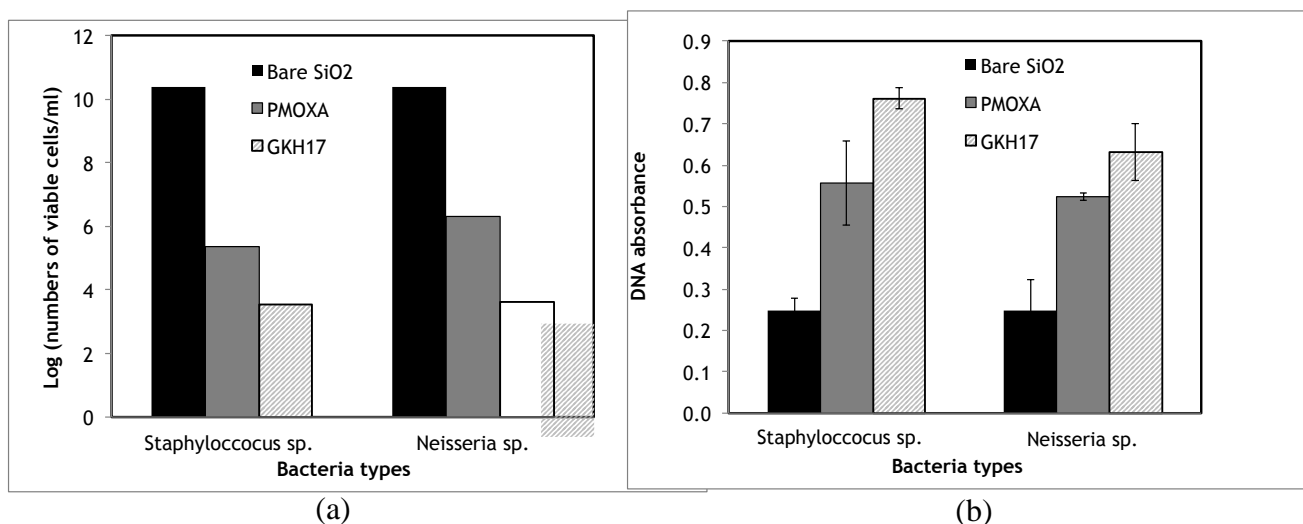 12
10
8
6
4
2
0
Log (numbers of viable cells/ml)
Bare SiO2
PMOXA
GKH17
Staphyloccocus sp.
Neisseria sp.
Bacteria types
(a)
0.9
0.8
0.7
0.6
0.5
0.4
0.3
0.2
0.1
0.0
DNA absorbance
Bare SiO2
PMOXA
GKH17
Staphyloccocus sp.
Neisseria sp.
Bacteria types
(b)